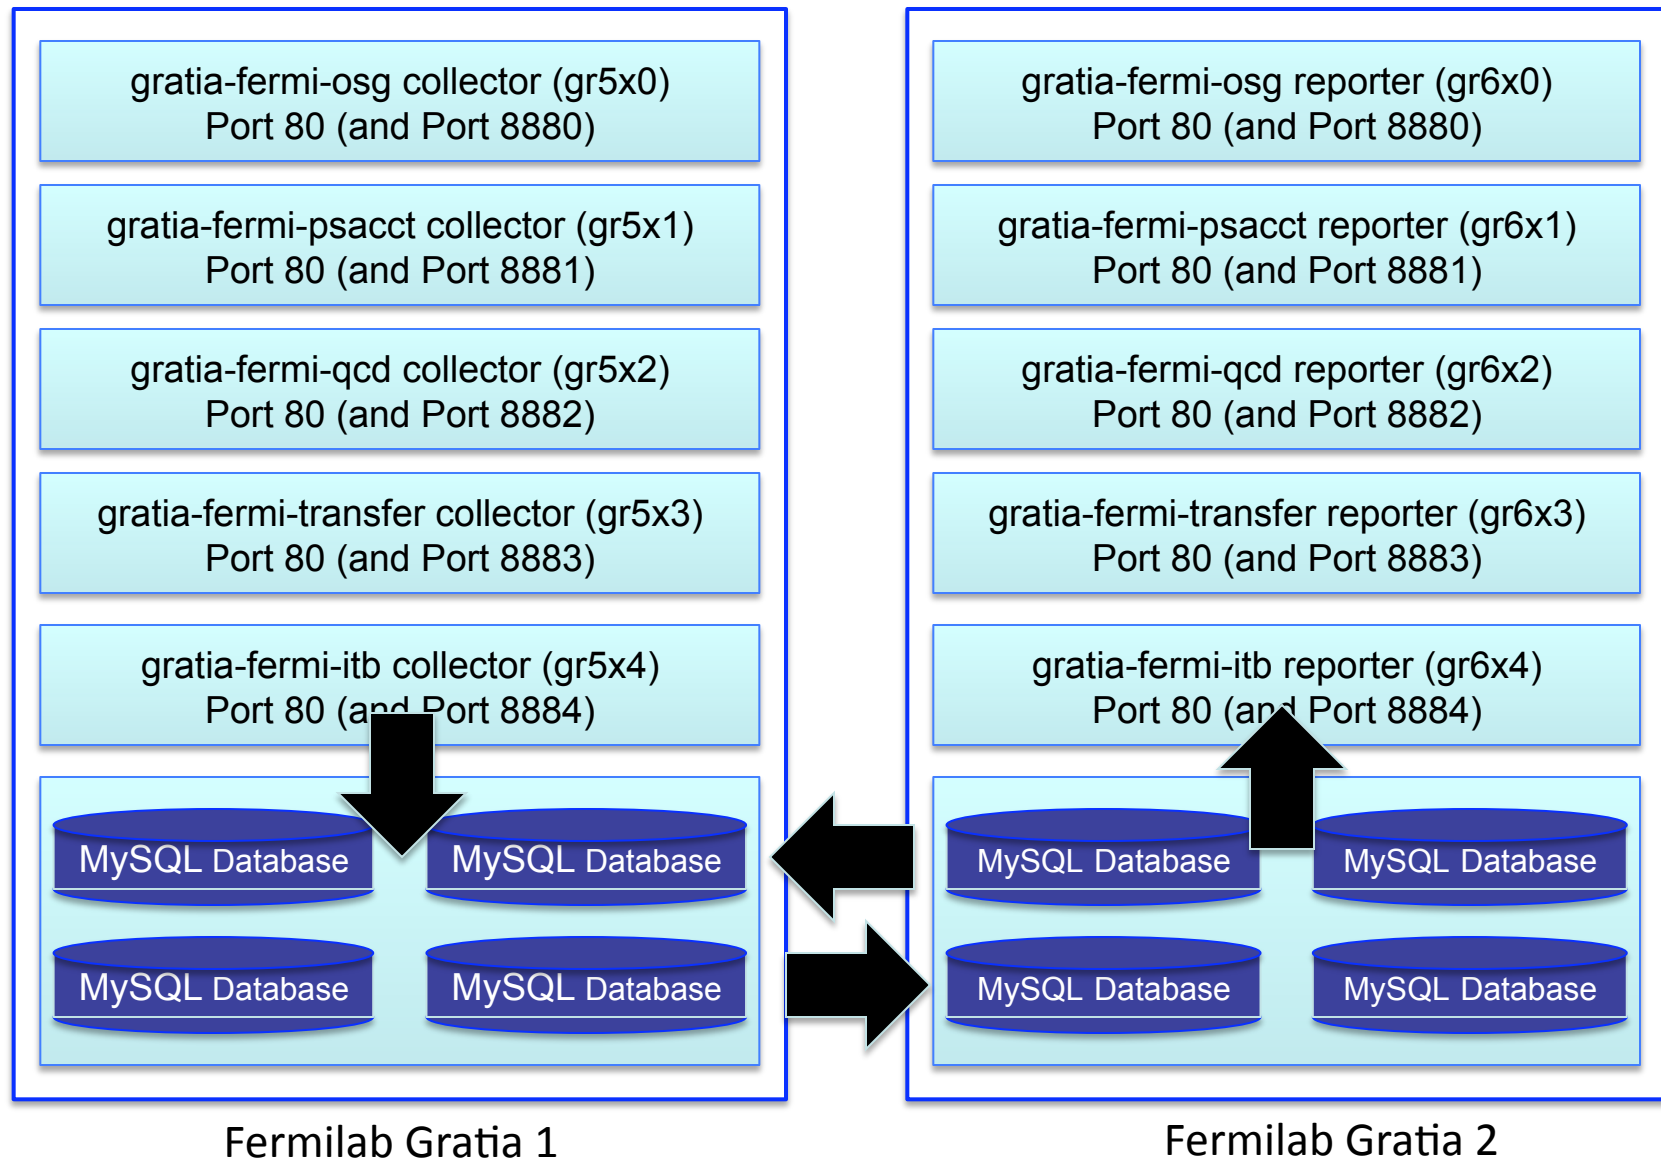 gratia-fermi-osg collector (gr5x0)
Port 80 (and Port 8880)
gratia-fermi-psacct collector (gr5x1)
Port 80 (and Port 8881)
gratia-fermi-qcd collector (gr5x2)
Port 80 (and Port 8882)
gratia-fermi-transfer collector (gr5x3)
Port 80 (and Port 8883)
gratia-fermi-itb collector (gr5x4)
Port 80 (and Port 8884)
MySQL Database
MySQL Database
MySQL Database
MySQL Database
Fermilab Gratia 1
gratia-fermi-osg reporter (gr6x0)
Port 80 (and Port 8880)
gratia-fermi-psacct reporter (gr6x1)
Port 80 (and Port 8881)
gratia-fermi-qcd reporter (gr6x2)
Port 80 (and Port 8882)
gratia-fermi-transfer reporter (gr6x3)
Port 80 (and Port 8883)
gratia-fermi-itb reporter (gr6x4)
Port 80 (and Port 8884)
MySQL Database
MySQL Database
MySQL Database
MySQL Database
Fermilab Gratia 2